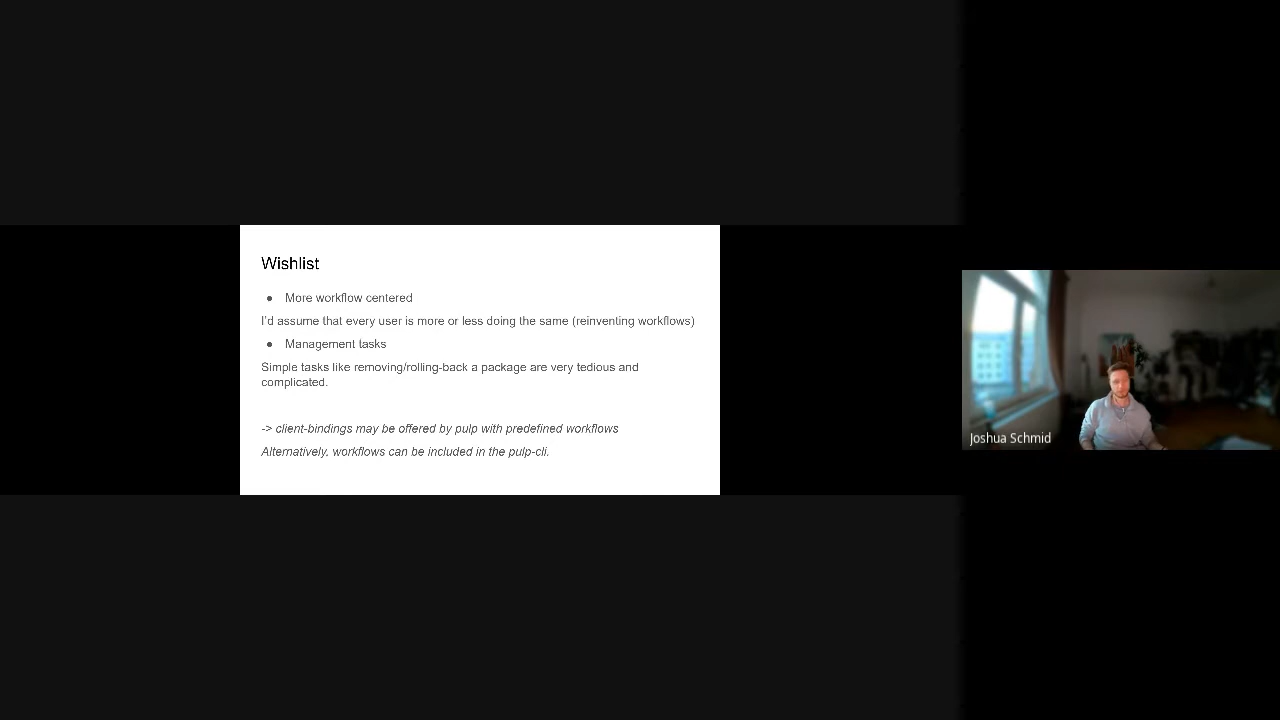 Wishlist
● More workflow centered
I'd assume that every user is more or less doing the same (reinventing workflows)
● Management tasks
Simple tasks like removing/rolling-back a package are very tedious and
complicated.
-> client-bindings may be offered by pulp with predefined workflows
Alternatively, workflows can be included in the pulp-cli.
Joshua Schmid